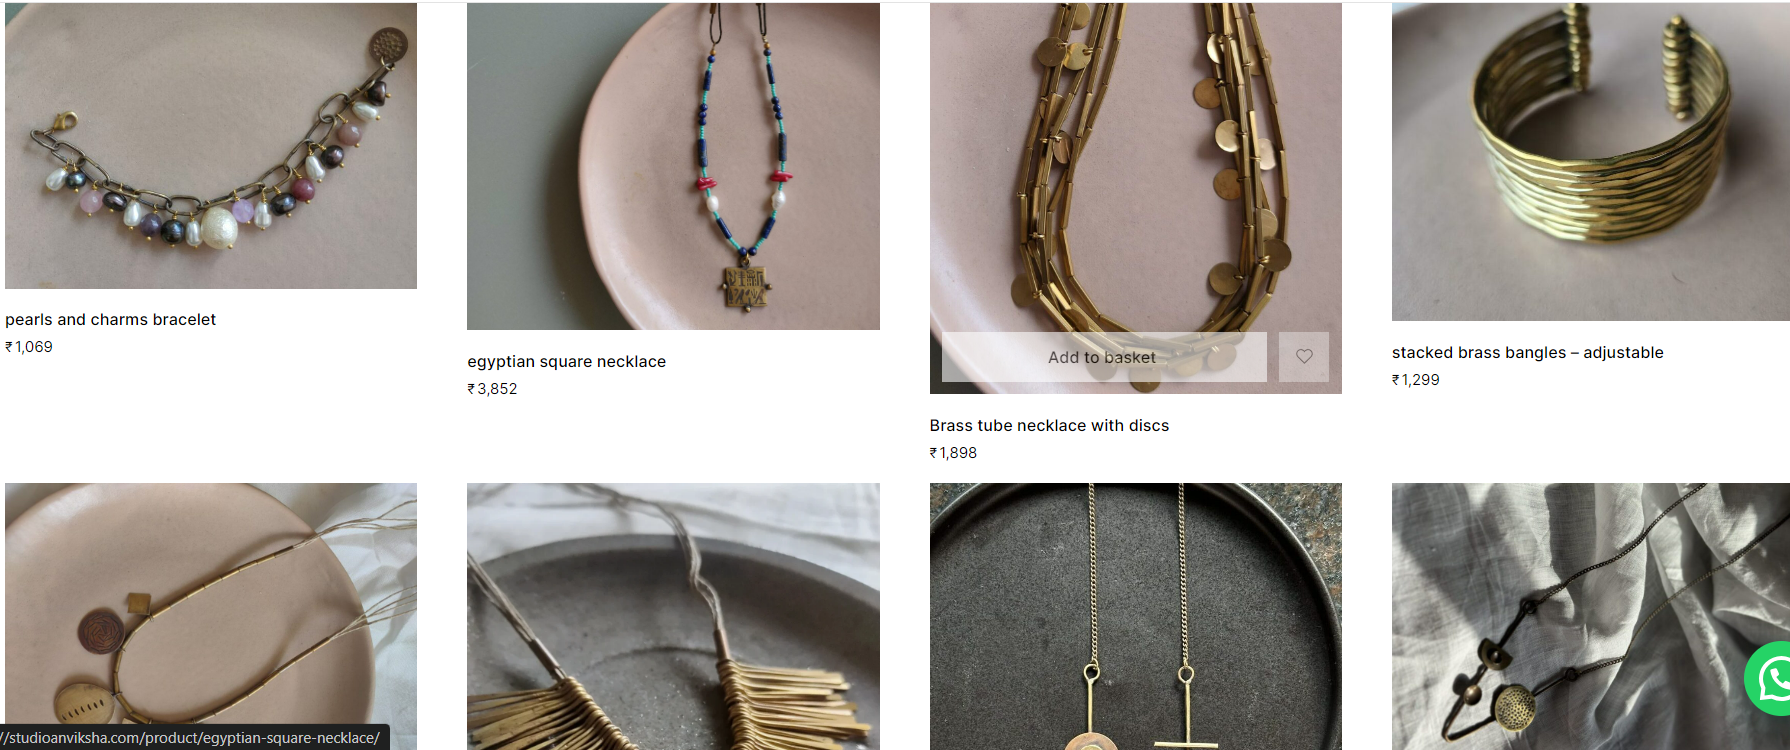 pearls and charms bracelet
₹1,069
egyptian square necklace
₹3,852
Add to basket
Brass tube necklace with discs
₹1,898
stacked brass bangles – adjustable
₹1,299
//studioanviksha.com/product/egyptian-square-necklace/